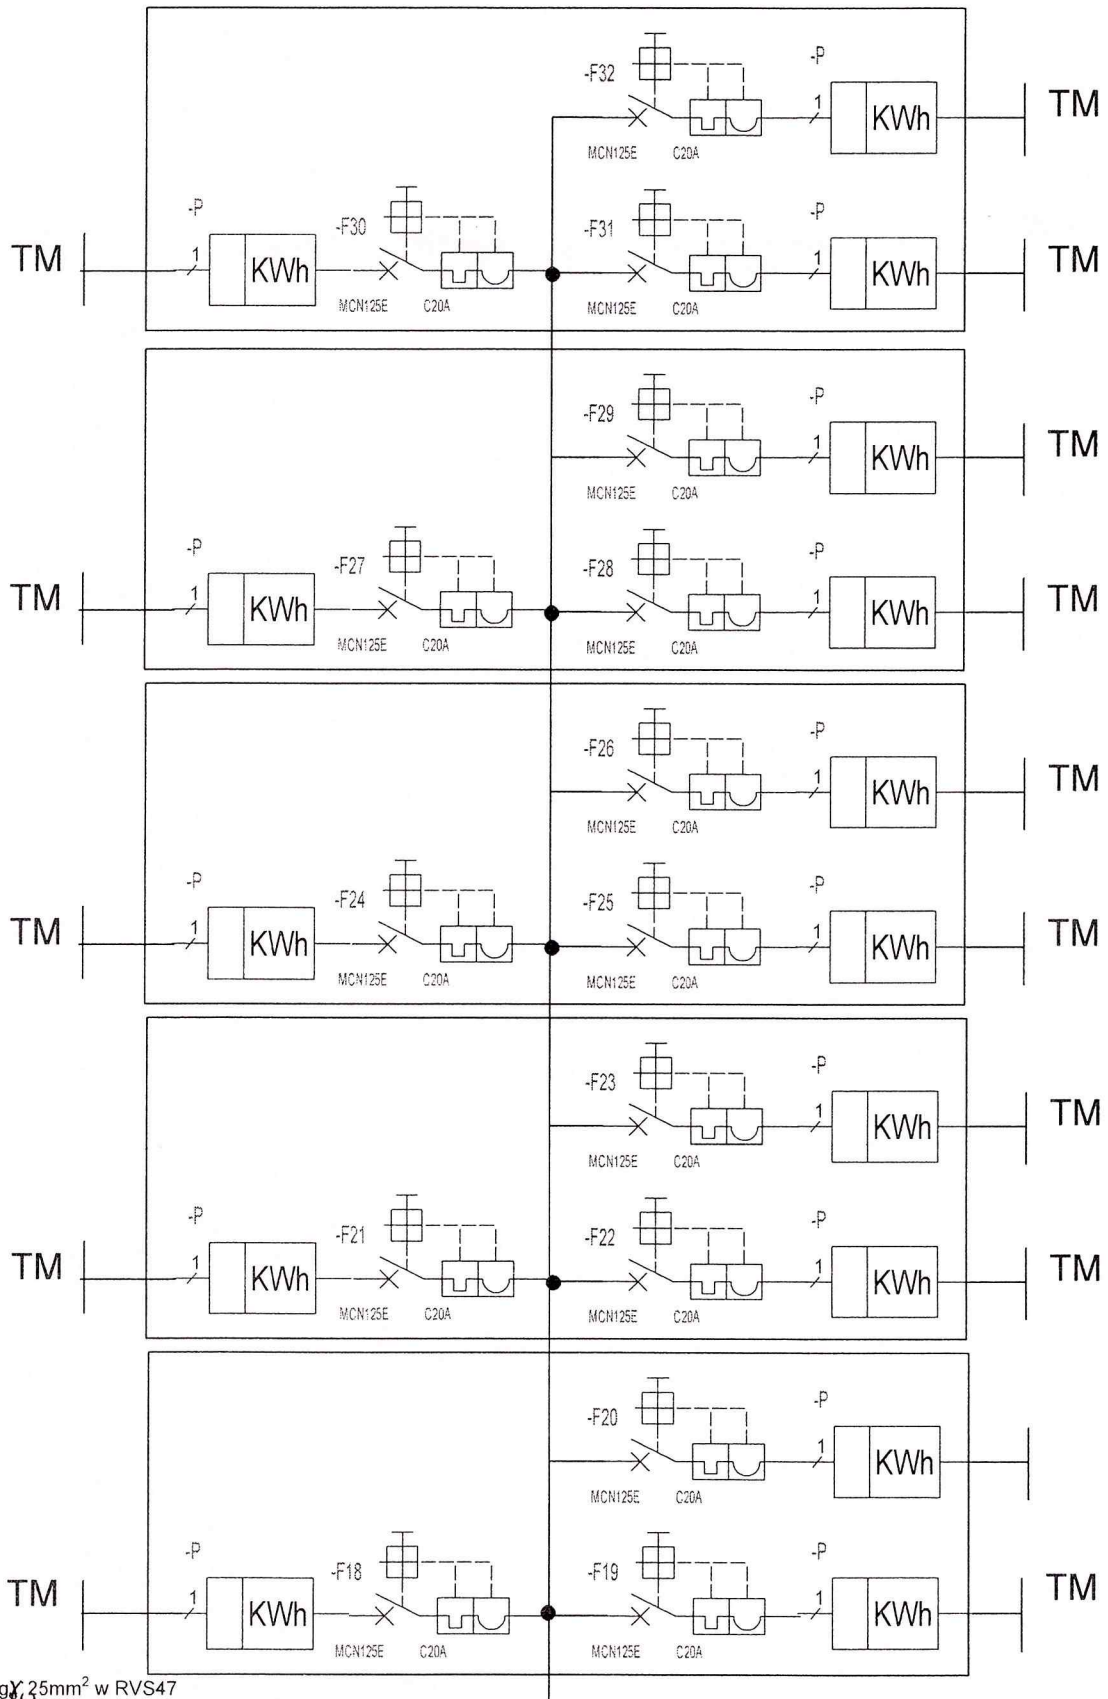 -F32
-P
1
KWh
TM
MCN125E
C20A
-P
TM
1
KWh
-F30
MCN125E
C20A
-F31
-P
1
KWh
TM
MCN125E
C20A
-F29
-P
1
KWh
TM
MCN125E
C20A
-P
TM
1
KWh
-F27
MCN125E
C20A
-F28
-P
1
KWh
TM
MCN125E
C20A
-F26
-P
1
KWh
TM
MCN125E
C20A
-P
TM
1
KWh
-F24
MCN125E
C20A
-F25
-P
1
KWh
TM
MCN125E
C20A
-F23
-P
1
KWh
TM
MCN125E
C20A
-P
TM
1
KWh
-F21
MCN125E
C20A
-F22
-P
1
KWh
TM
MCN125E
C20A
-F20
-P
1
KWh
MCN125E
C20A
-P
TM
1
KWh
-F18
MCN125E
C20A
-F19
-P
1
KWh
TM
MCN125E
C20A
25mm² w RVS47